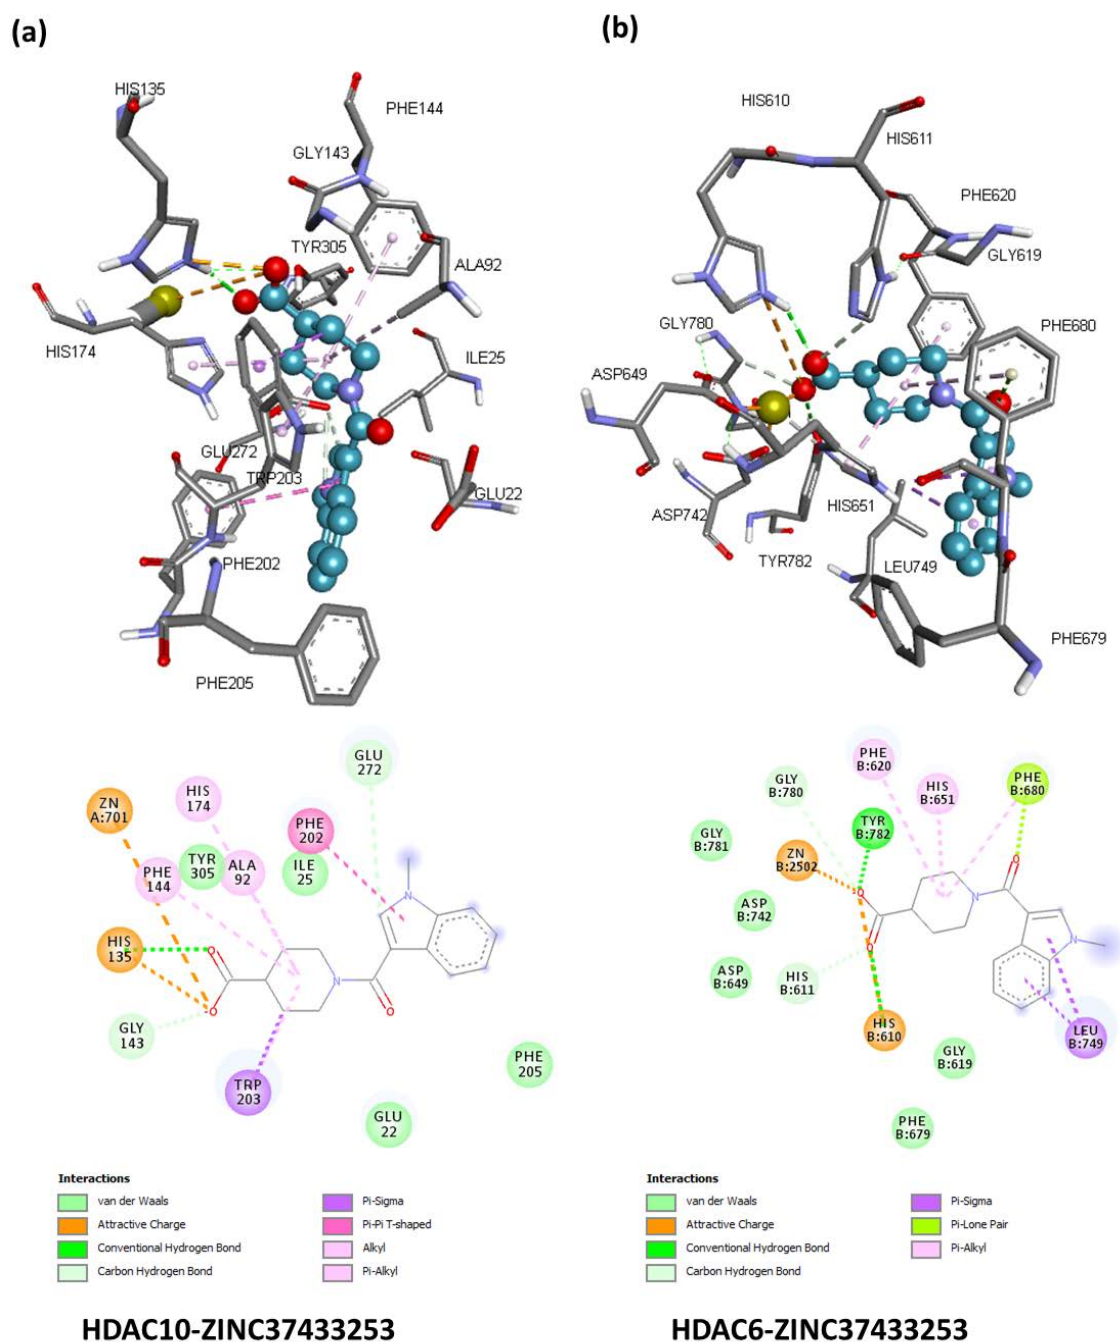 (a)
HIS135
PHE144
GLY143
TYR305
ALA92
HIS174
ILE25
GLU272
TRP203
GLU22
PHE202
PHE205
GLU
272
ZN
A:701
HIS
174
PHE
202
TYR
305
ALA
92
ILE
25
PHE
144
HIS
135
GLY
143
TRP
203
GLU
22
PHE
205
O
O
N
O
N
Interactions
van der Waals
Attractive Charge
Conventional Hydrogen Bond
Carbon Hydrogen Bond
Pi-Sigma
Pi-Pi T-shaped
Alkyl
Pi-Alkyl
HDAC10-ZINC37433253
(b)
HIS610
HIS611
PHE620
GLY619
GLY780
PHE680
ASP649
ASP742
HIS651
TYR782
LEU749
PHE679
PHE
B:620
GLY
B:780
HIS
B:651
PHE
B:680
TYR
B:782
GLY
B:781
ZN
B:2502
ASP
B:742
ASP
B:649
HIS
B:611
HIS
B:610
GLY
B:619
LEU
B:749
PHE
B:679
O
O
N
O
N
Interactions
van der Waals
Attractive Charge
Conventional Hydrogen Bond
Carbon Hydrogen Bond
Pi-Sigma
Pi-Lone Pair
Pi-Alkyl
HDAC6-ZINC37433253